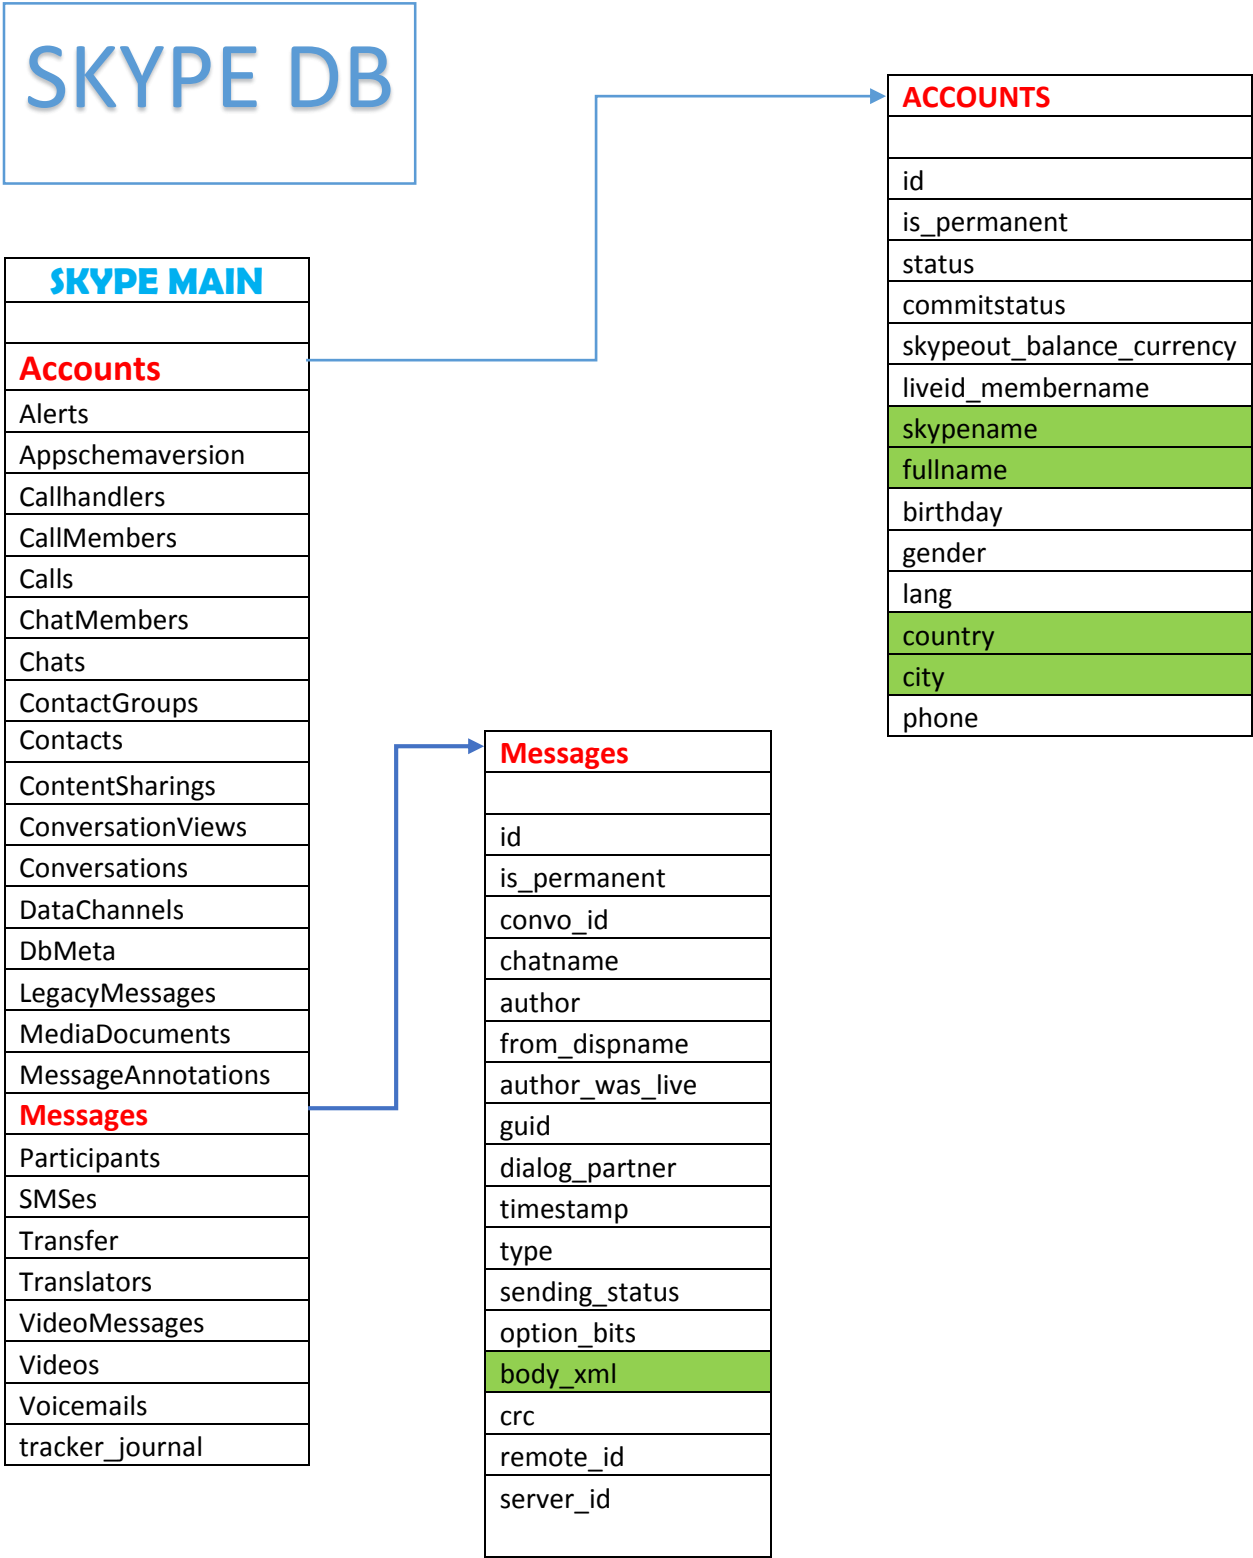 SKYPE DB
SKYPE MAIN
Accounts
Alerts
Appschemaversion
Callhandlers
CallMembers
Calls
ChatMembers
Chats
ContactGroups
Contacts
ContentSharings
ConversationViews
Conversations
DataChannels
DbMeta
LegacyMessages
MediaDocuments
MessageAnnotations
Messages
Participants
SMSes
Transfer
Translators
VideoMessages
Videos
Voicemails
tracker_journal
Messages
id
is_permanent
convo_id
chatname
author
from_dispname
author_was_live
guid
dialog_partner
timestamp
type
sending_status
option_bits
body_xml
crc
remote_id
server_id
ACCOUNTS
id
is_permanent
status
commitstatus
skypeout_balance_currency
liveid_membername
skypename
fullname
birthday
gender
lang
country
city
phone